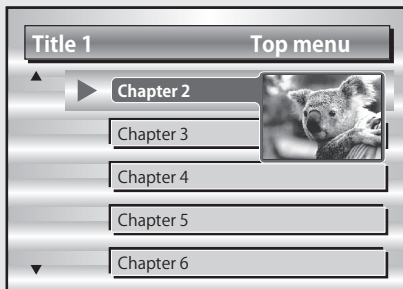 Title 1 Top menu
Chapter 2
Chapter 3
Chapter 4
Chapter 5
Chapter 6